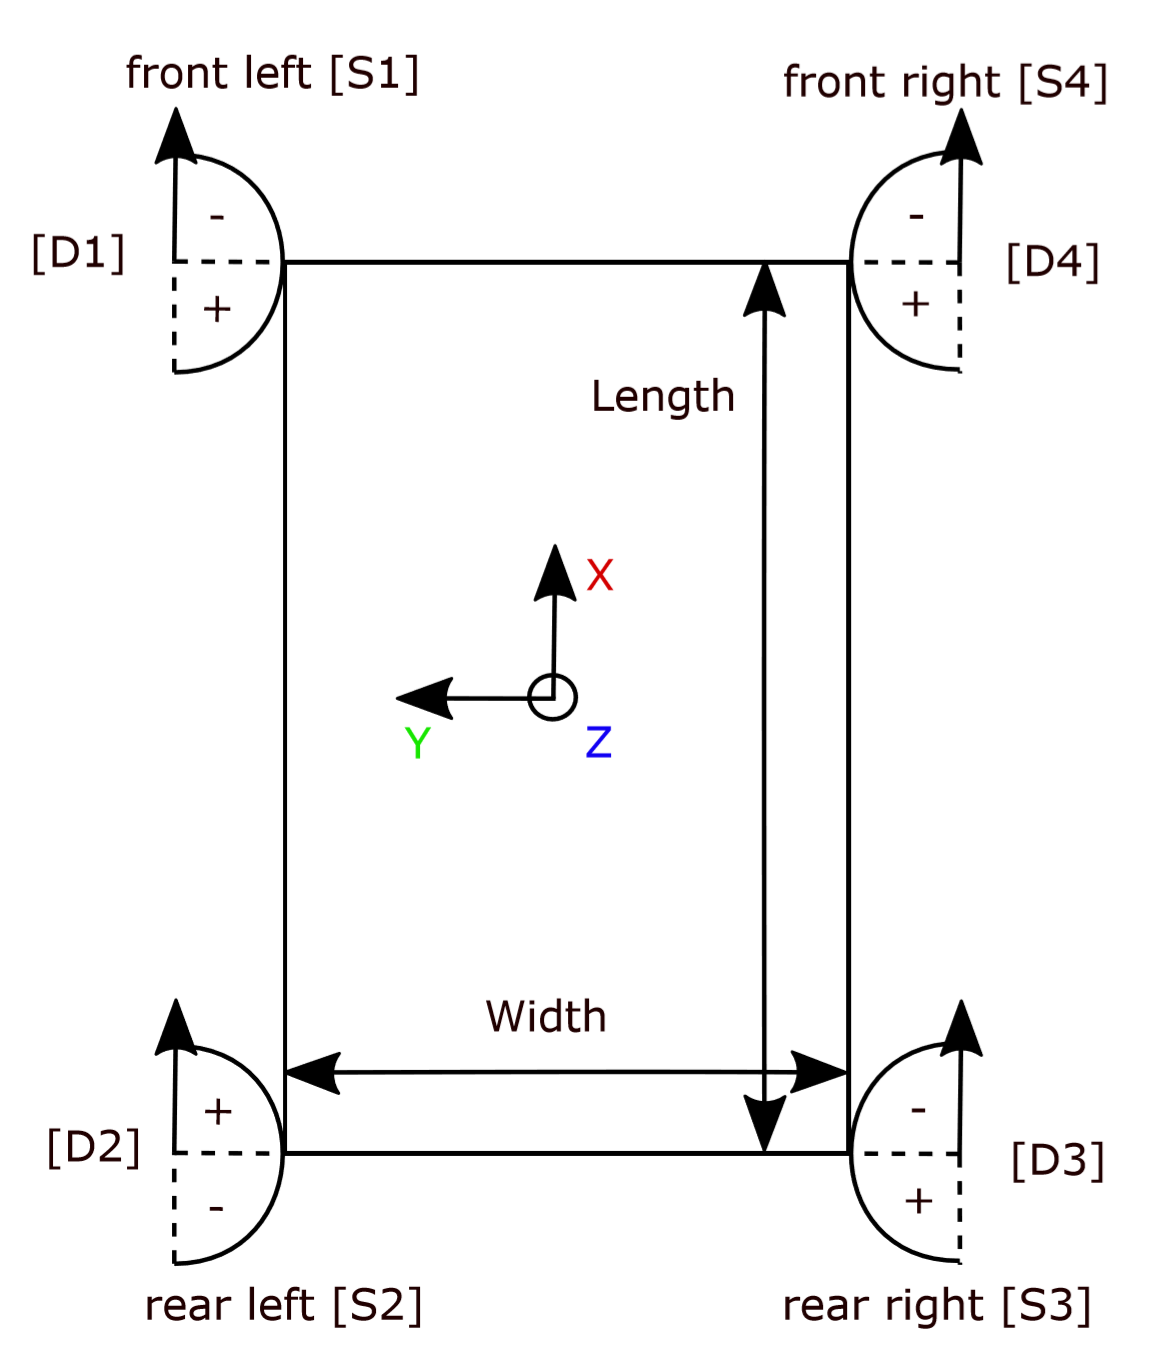 front left [S1]
front right [S4]
-
-
[D1]
[D4]
+
+
Length
X
Y
Z
Width
+
-
[D2]
[D3]
-
+
rear left [S2]
rear right [S3]